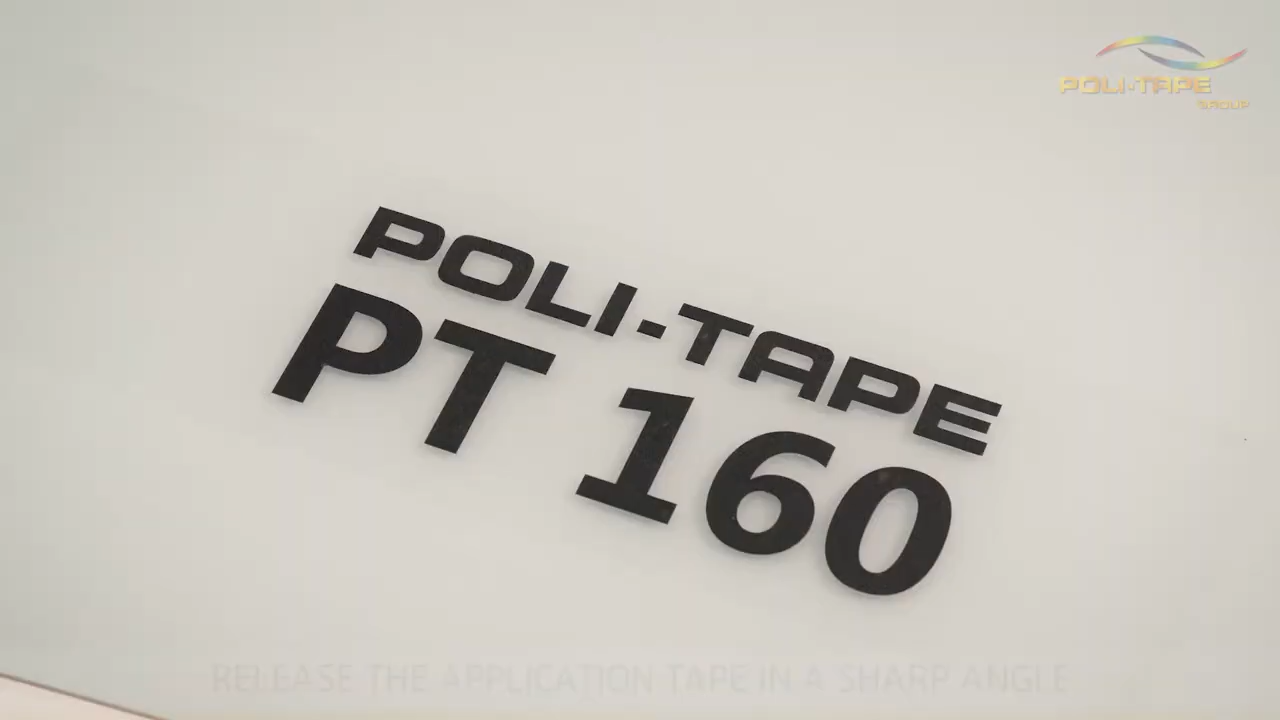 POLI-TAPE
GROUP
POLI-TAPE
PT 160
RELEASE THE APPLICATION TAPE IN A SHARP ANGLE